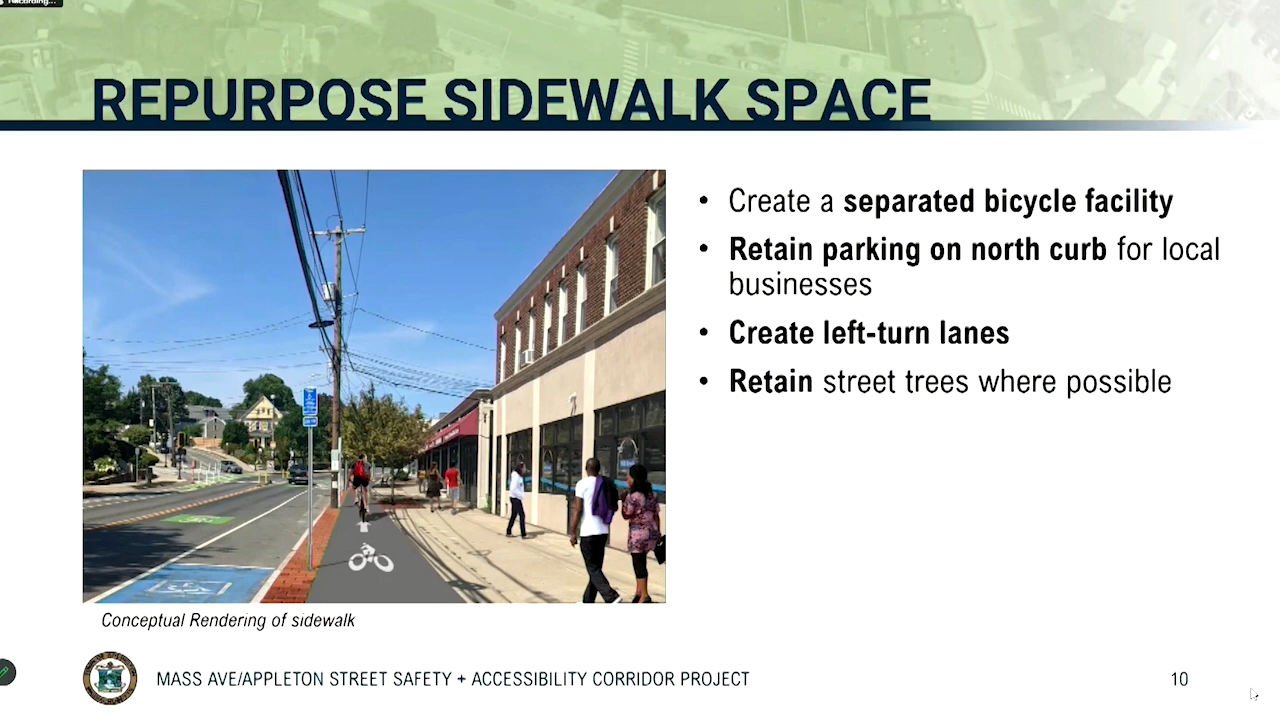 Recording...
REPURPOSE SIDEWALK SPACE
• Create a separated bicycle facility
• Retain parking on north curb for local
businesses
• Create left-turn lanes
• Retain street trees where possible
Conceptual Rendering of sidewalk
MASS AVE/APPLETON STREET SAFETY + ACCESSIBILITY CORRIDOR PROJECT
10